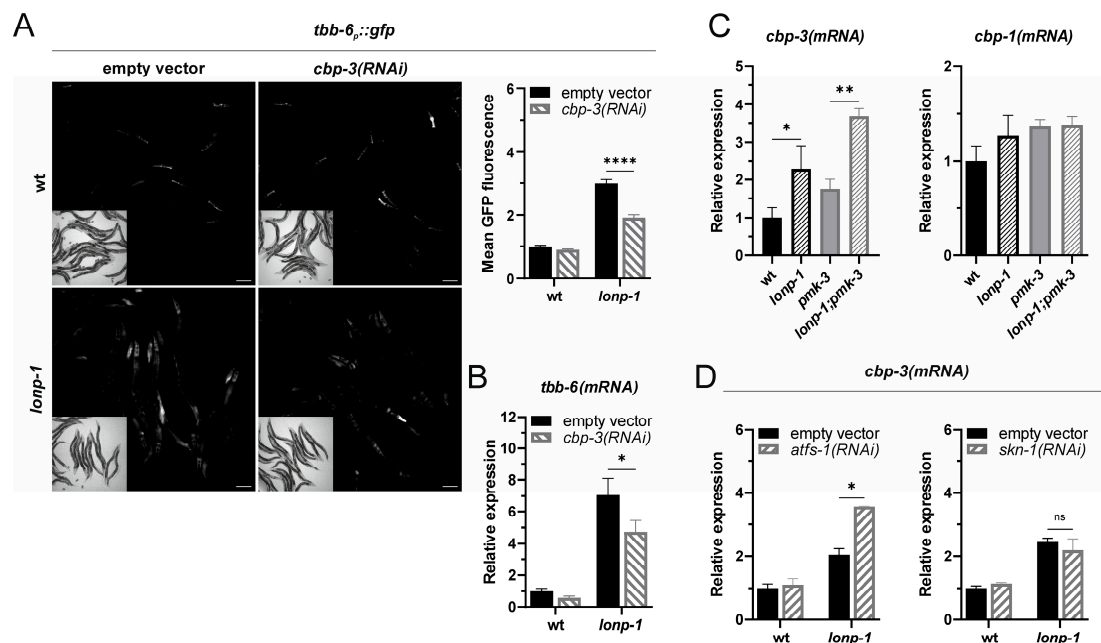 A
tbb-6p::gfp
empty vector
cbp-3(RNAi)
wt
lonp-1
Mean GFP fluorescence
6
4
2
0
empty vector
cbp-3(RNAi)
****
wt
lonp-1
B
tbb-6(mRNA)
Relative expression
12
10
8
6
4
2
0
empty vector
cbp-3(RNAi)
*
wt
lonp-1
C
cbp-3(mRNA)
Relative expression
5
4
3
2
1
0
*
**
wt
lonp-1
pmk-3
lonp-1;pmk-3
cbp-1(mRNA)
Relative expression
2
1
0
wt
lonp-1
pmk-3
lonp-1;pmk-3
D
cbp-3(mRNA)
Relative expression
6
4
2
0
empty vector
atfs-1(RNAi)
*
wt
lonp-1
Relative expression
6
4
2
0
empty vector
skn-1(RNAi)
ns
wt
lonp-1